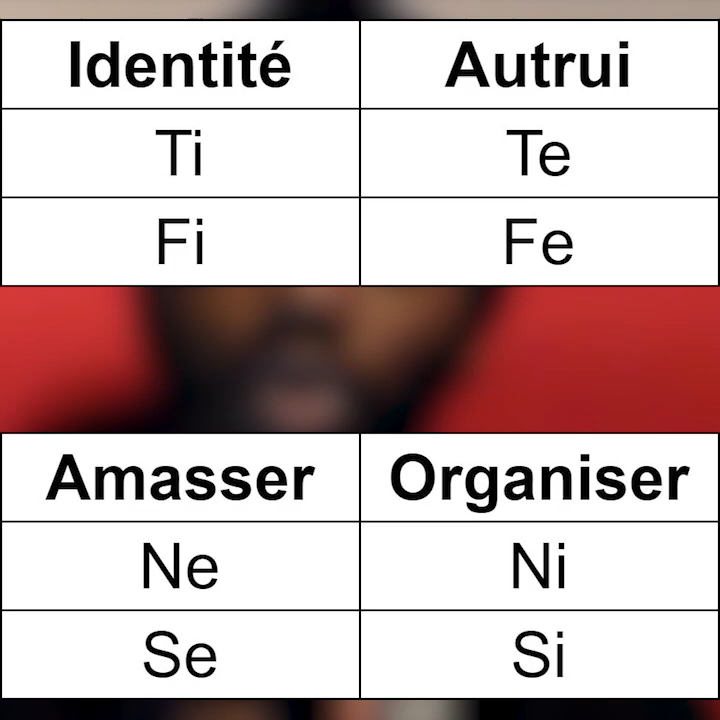 Identité Autrui
Ti Te
Fi Fe
Amasser Organiser
Ne Ni
Se Si